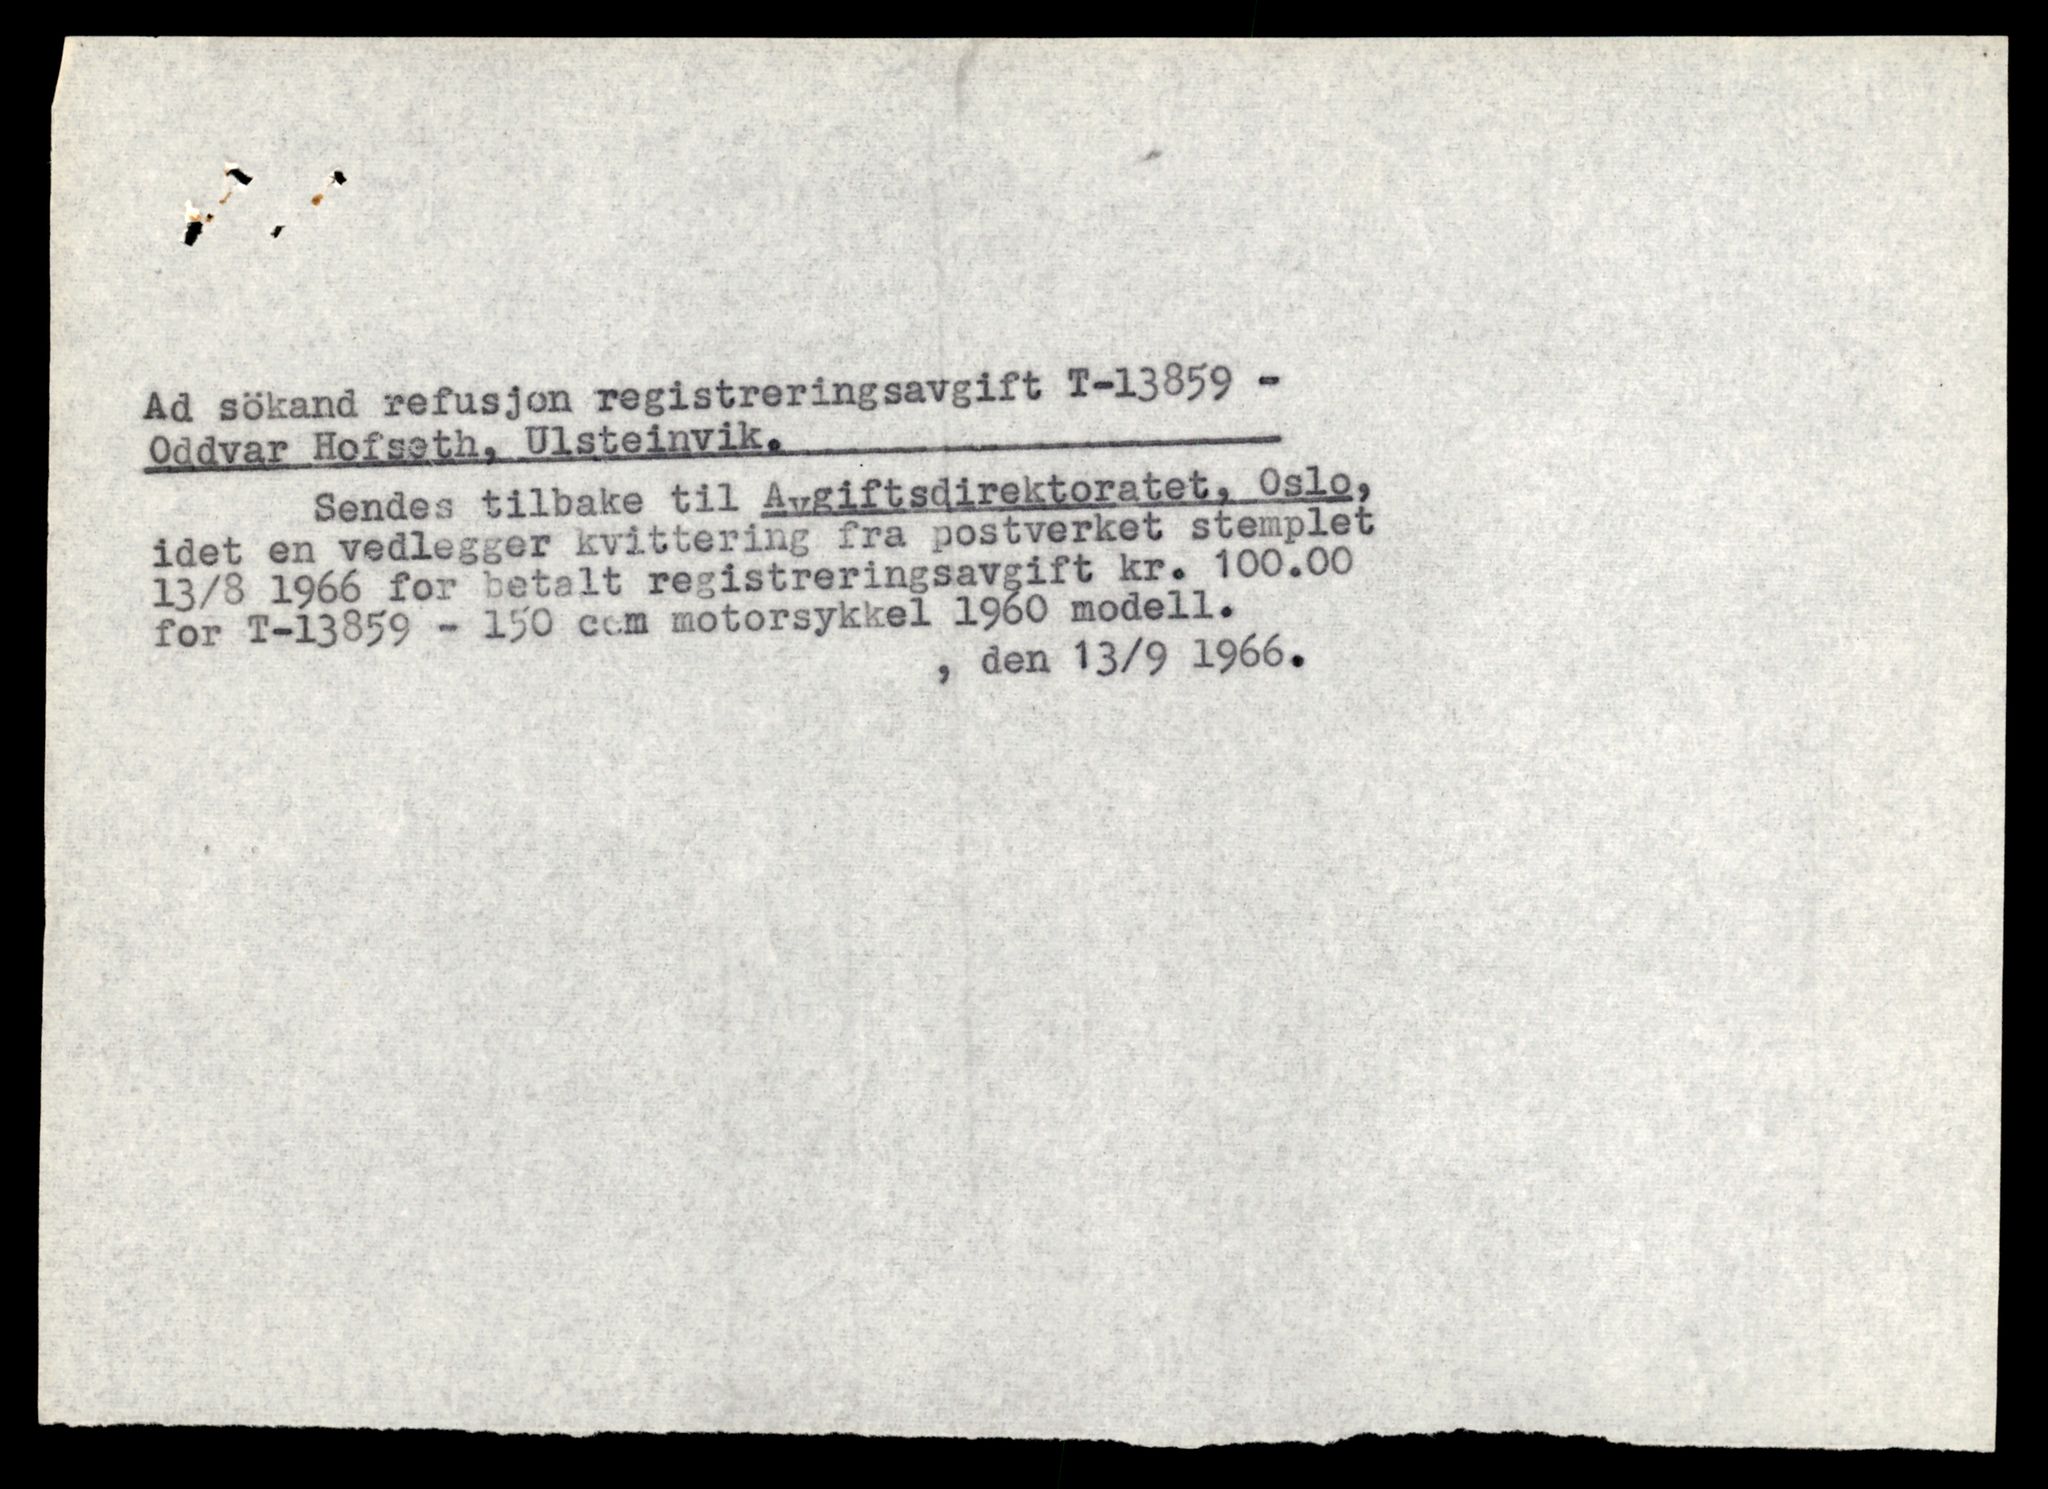 Ad sökand refusjon registreringsavgift T-13859 -
Oddvar Hofseth, Ulsteinvik.
Sendes tilbake til Avgiftsdirektoratet, Oslo,
idet en vedlegger kvittering fra postverket stemplet
13/8 1966 for betalt registreringsavgift kr. 100.00
for T-13859 - 150 ccm motorsykkel 1960 modell.
, den 13/9 1966.